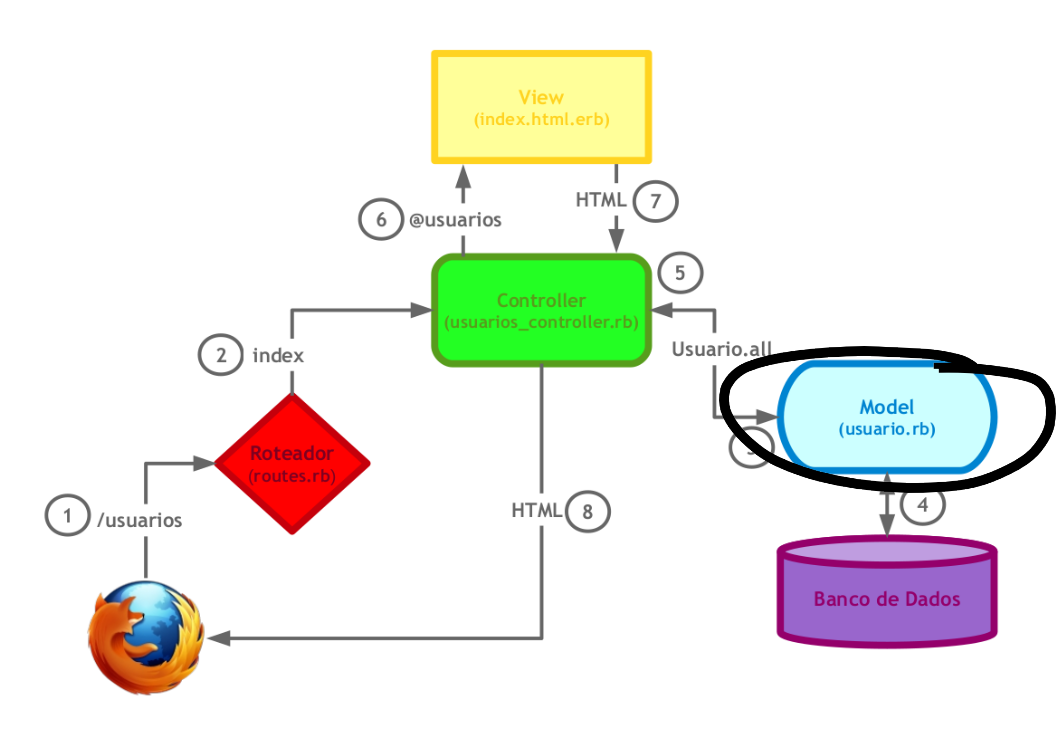 View
(index.html.erb)
HTML
7
6
@usuarios
5
Controller
(usuarios_controller.rb)
2
index
Usuario.all
Model
(usuario.rb)
3
Roteador
(routes.rb)
1
/usuarios
HTML
8
4
Banco de Dados